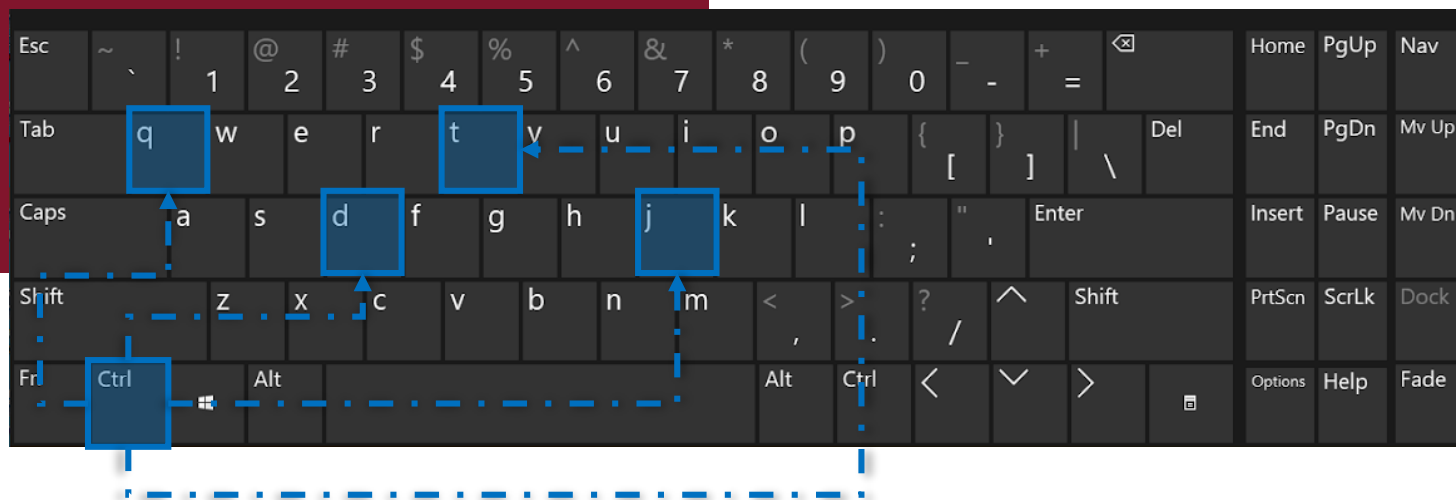 Esc ~ ` ! 1 @ 2 # 3 $ 4 % 5 ^ 6 & 7 * 8 ( 9 ) 0 _ - + = Home PgUp Nav
Tab q w e r t y u i o p { [ } ] | \ Del End PgDn Mv Up
Caps a s d f g h j k l : ; " ' Enter Insert Pause Mv Dn
Shift z x c v b n m < , > . ? / Shift PrtScn ScrLk Dock
Fn Ctrl Alt Alt Ctrl Options Help Fade